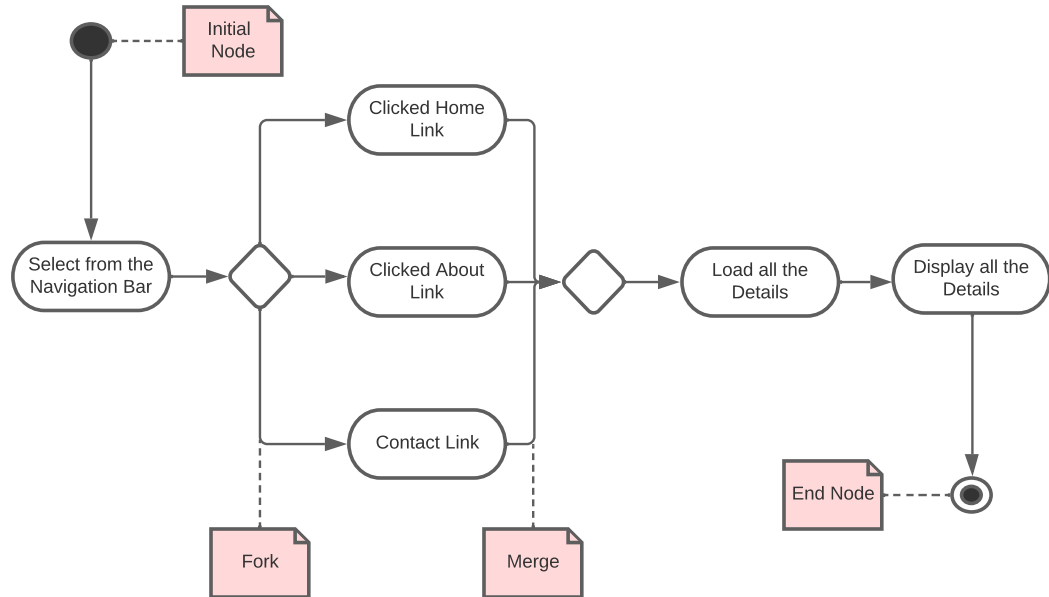 Initial
Node
Clicked Home
Link
Select from the
Navigation Bar
Clicked About
Link
Load all the
Details
Display all the
Details
Contact Link
End Node
Fork
Merge